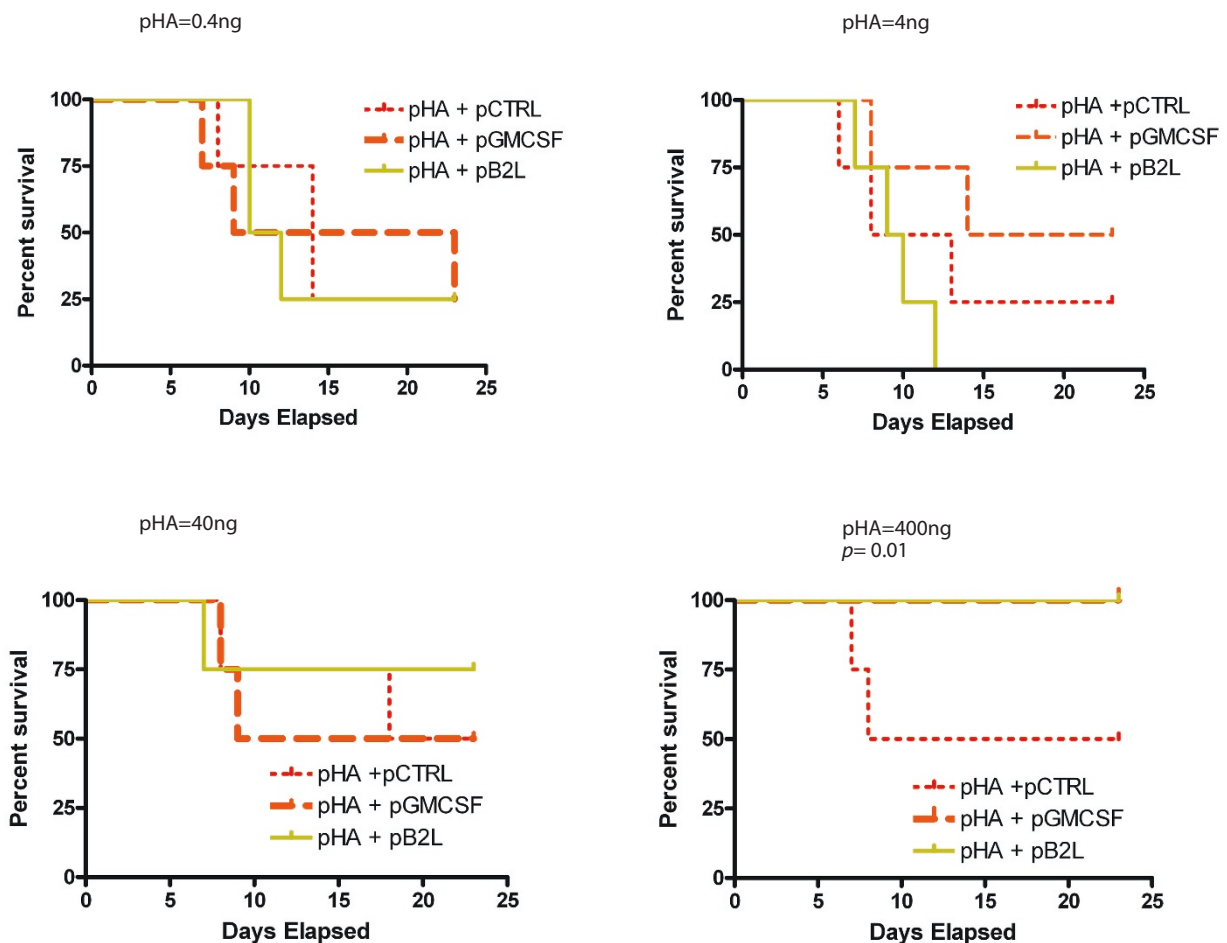 pHA=0.4ng
100
75
50
25
0
Percent survival
pHA + pCTRL
pHA + pGMCSF
pHA + pB2L
0 5 10 15 20 25
Days Elapsed
pHA=4ng
100
75
50
25
0
Percent survival
pHA +pCTRL
pHA + pGMCSF
pHA + pB2L
0 5 10 15 20 25
Days Elapsed
pHA=40ng
100
75
50
25
0
Percent survival
pHA +pCTRL
pHA + pGMCSF
pHA + pB2L
0 5 10 15 20 25
Days Elapsed
pHA=400ng
p= 0.01
100
75
50
25
0
Percent survival
pHA +pCTRL
pHA + pGMCSF
pHA + pB2L
0 5 10 15 20 25
Days Elapsed